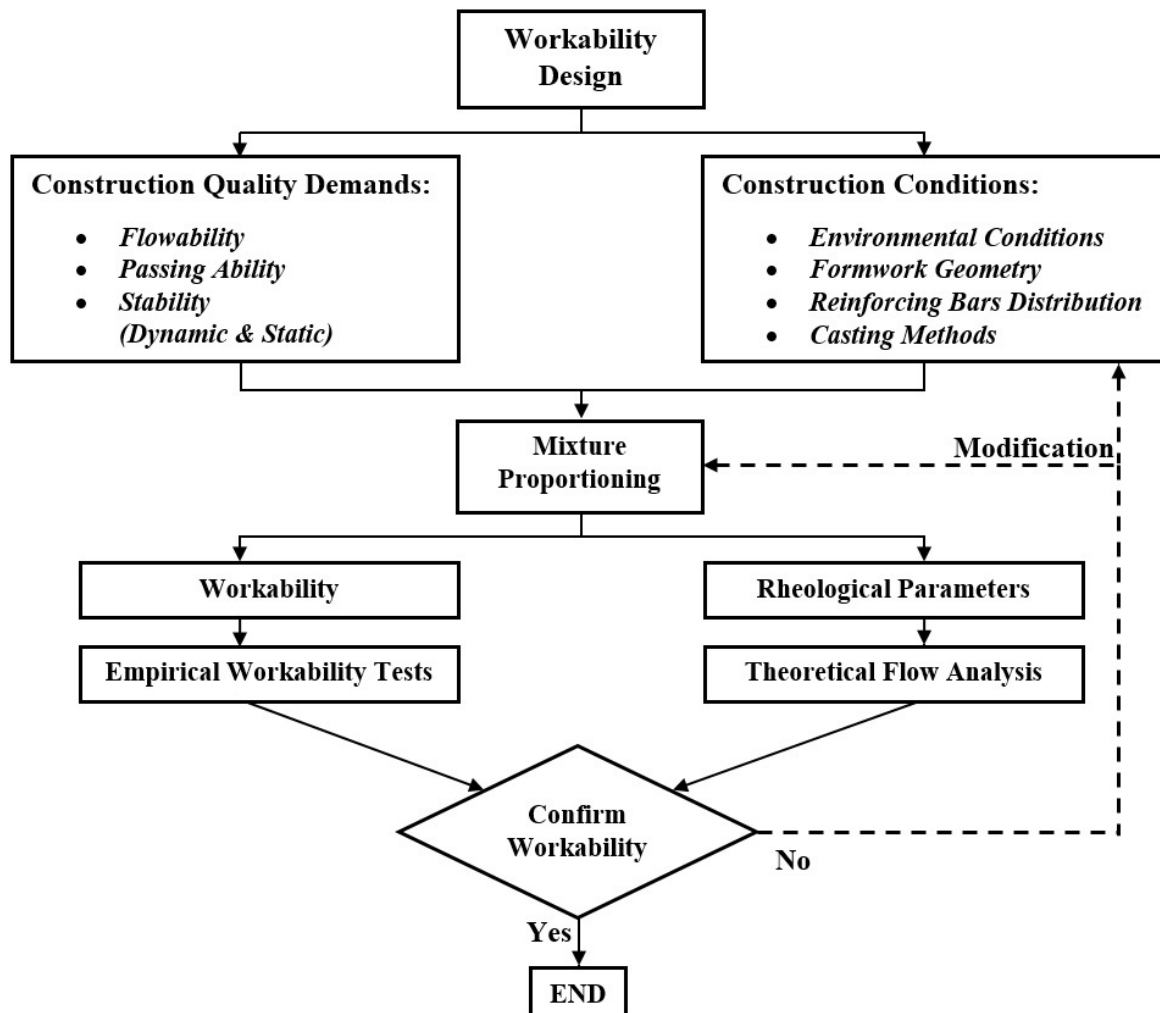 Workability
Design
Construction Quality Demands:
• Flowability
• Passing Ability
• Stability
(Dynamic & Static)
Construction Conditions:
• Environmental Conditions
• Formwork Geometry
• Reinforcing Bars Distribution
• Casting Methods
Mixture
Proportioning
Modification
Workability
Rheological Parameters
Empirical Workability Tests
Theoretical Flow Analysis
Confirm
Workability
No
Yes
END